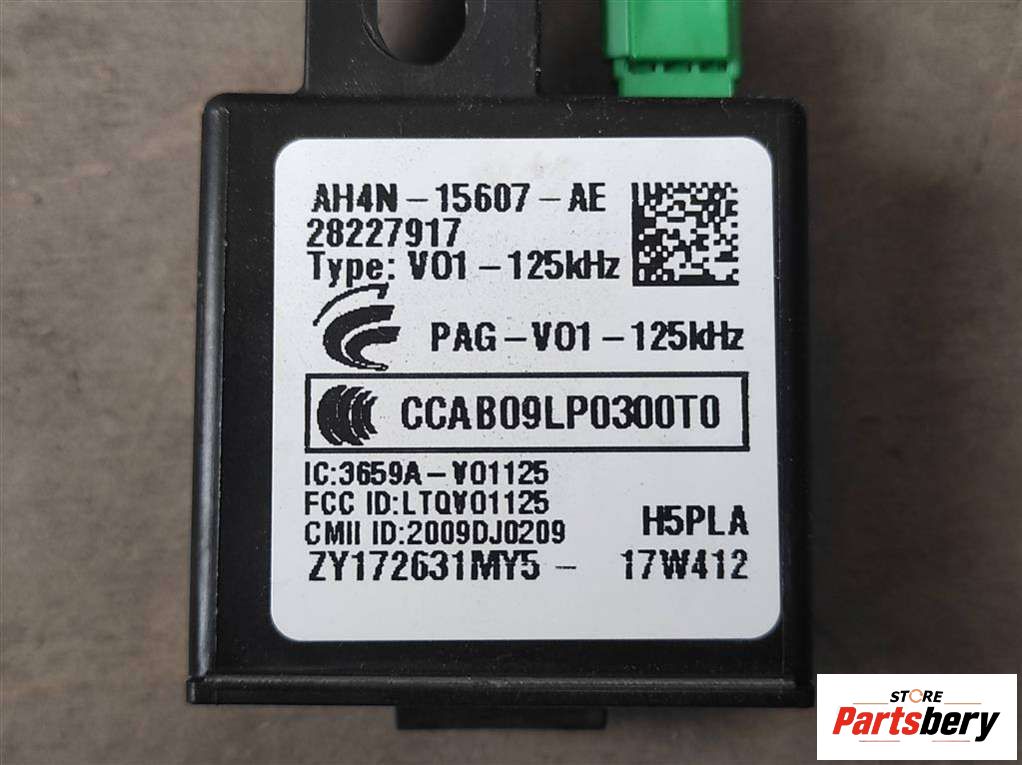 AH4N-15607-AE
28227917
Type: V01-125kHz
PAG-V01-125kHz
CCAB09LP0300T0
IC:3659A-V01125
FCC ID:LTQV01125
CMII ID:2009DJ0209
H5PLA
ZY172631MY5- 17W412
STORE
Partsbery